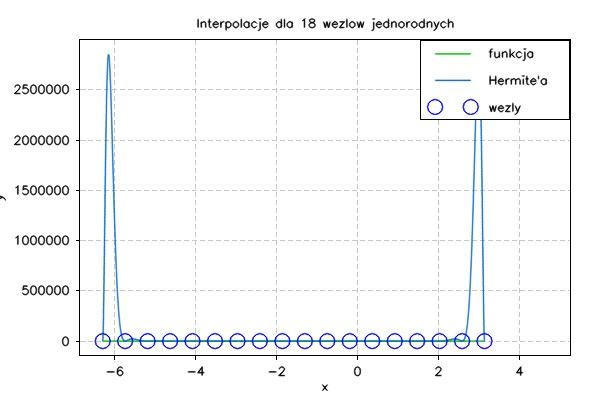 Interpolacje dla 18 wezlow jednorodnych
funkcja
Hermite'a
wezly
2500000
2000000
1500000
1000000
500000
0
−6 −4 −2 0 2 4
x